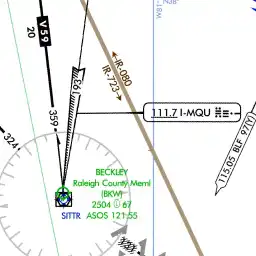 V59
20
IR-080
IR-723
193°
359
324
111.7 I-MQU
115.05 BLF 97(Y)
BECKLEY
Raleigh County Meml
(BKW)
2504 67
ASOS 121.55
SITTR